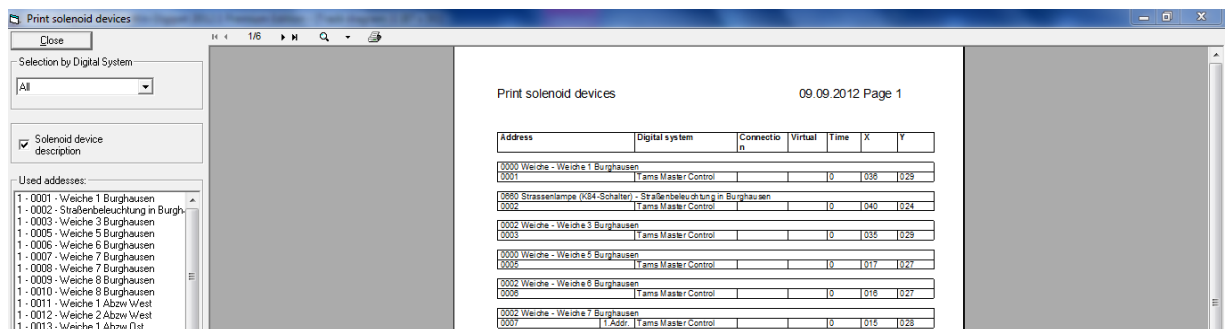 Print solenoid devices
Close
1/6
Selection by Digital System
All
Solenoid device
description
Used addesses:
1 - 0001 - Weiche 1 Burghausen
1 - 0002 - Straßenbeleuchtung in Burgh
1 - 0003 - Weiche 3 Burghausen
1 - 0005 - Weiche 5 Burghausen
1 - 0006 - Weiche 6 Burghausen
1 - 0007 - Weiche 7 Burghausen
1 - 0008 - Weiche 7 Burghausen
1 - 0009 - Weiche 8 Burghausen
1 - 0010 - Weiche 8 Burghausen
1 - 0011 - Weiche 1 Abzw West
1 - 0012 - Weiche 2 Abzw West
1 - 0013 - Weiche 1 Abzw Ost
Print solenoid devices 09.09.2012 Page 1
Address Digital system Connectio Virtual Time X Y
n
0000 Weiche - Weiche 1 Burghausen
0001 Tams Master Control 0 036 029
0660 Strassenlampe (K84-Schalter) - Straßenbeleuchtung in Burghausen
0002 Tams Master Control 0 040 024
0002 Weiche - Weiche 3 Burghausen
0003 Tams Master Control 0 035 029
0000 Weiche - Weiche 5 Burghausen
0005 Tams Master Control 0 017 027
0002 Weiche - Weiche 6 Burghausen
0006 Tams Master Control 0 016 027
0002 Weiche - Weiche 7 Burghausen
0007 1.Addr. Tams Master Control 0 015 028